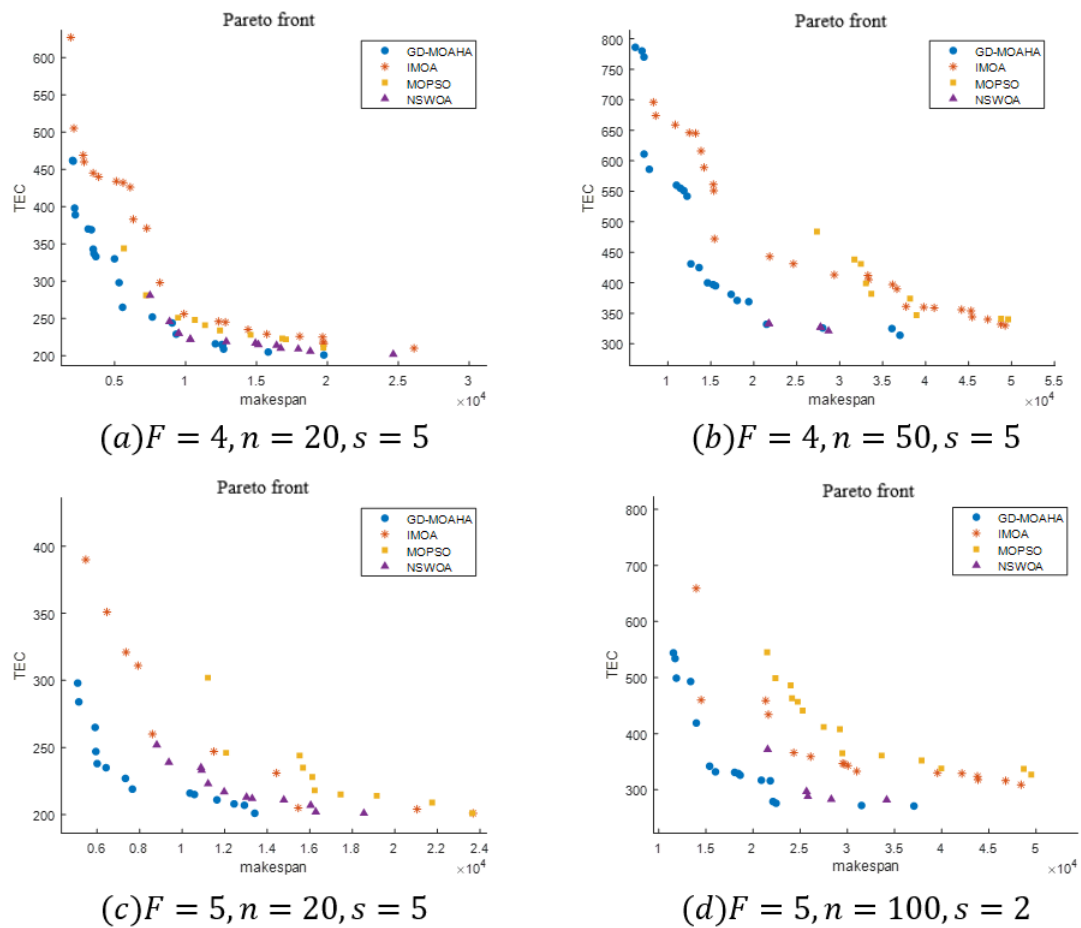 Pareto front
GD-MOAHA
IMOA
MOPSO
NSWOA
600
550
500
450
400
350
300
250
200
TEC
0.5 1 1.5 2 2.5 3
makespan
×10⁴
(a)F = 4, n = 20, s = 5
Pareto front
GD-MOAHA
IMOA
MOPSO
NSWOA
800
750
700
650
600
550
500
450
400
350
300
TEC
1 1.5 2 2.5 3 3.5 4 4.5 5 5.5
makespan
×10⁴
(b)F = 4, n = 50, s = 5
Pareto front
GD-MOAHA
IMOA
MOPSO
NSWOA
400
350
300
250
200
TEC
0.6 0.8 1 1.2 1.4 1.6 1.8 2 2.2 2.4
makespan
×10⁴
(c)F = 5, n = 20, s = 5
Pareto front
GD-MOAHA
IMOA
MOPSO
NSWOA
800
700
600
500
400
300
TEC
1 1.5 2 2.5 3 3.5 4 4.5 5
makespan
×10⁴
(d)F = 5, n = 100, s = 2